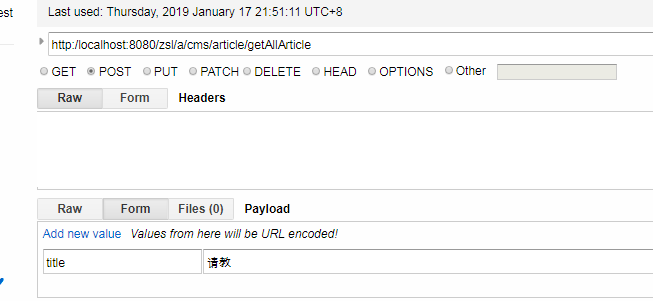 est
Last used: Thursday, 2019 January 17 21:51:11 UTC+8
http:/localhost:8080/zsl/a/cms/article/getAllArticle
GET POST PUT PATCH DELETE HEAD OPTIONS Other
Raw Form Headers
Raw Form Files (0) Payload
Add new value Values from here will be URL encoded!
title 请教